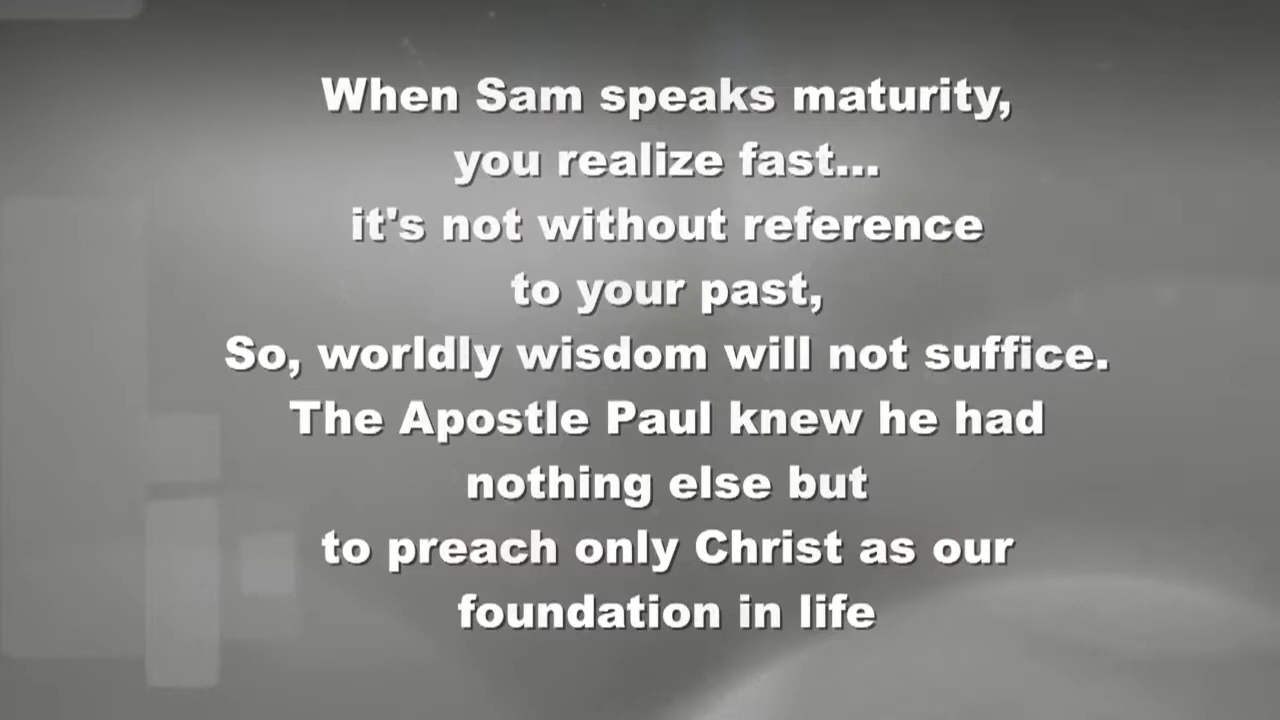 When Sam speaks maturity,
you realize fast...
it's not without reference
to your past,
So, worldly wisdom will not suffice.
The Apostle Paul knew he had
nothing else but
to preach only Christ as our
foundation in life